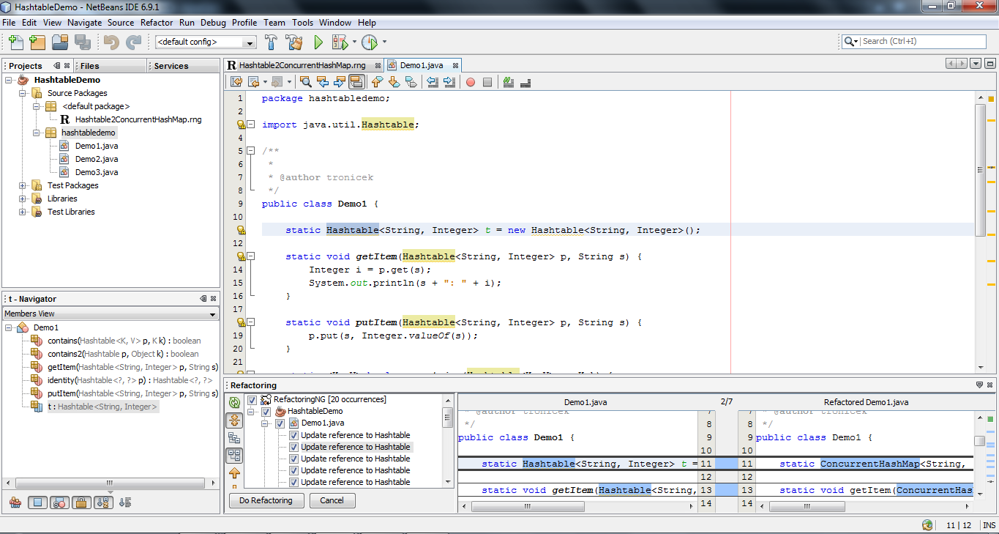 HashtableDemo - NetBeans IDE 6.9.1
File Edit View Navigate Source Refactor Run Debug Profile Team Tools Window Help
<default config>
Search (Ctrl+I)
Projects
Files
Services
HashtableDemo
Source Packages
<default package>
Hashtable2ConcurrentHashMap.rng
hashtabledemo
Demo1.java
Demo2.java
Demo3.java
Test Packages
Libraries
Test Libraries
t - Navigator
Members View
Demo1
contains(Hashtable<K, V> p, K k) : boolean
contains2(Hashtable p, Object k) : boolean
getItem(Hashtable<String, Integer> p, String s)
identity(Hashtable<?, ?> p) : Hashtable<?, ?>
putItem(Hashtable<String, Integer> p, String s)
t : Hashtable<String, Integer>
R Hashtable2ConcurrentHashMap.rng
Demo1.java
1 package hashtabledemo;
2
import java.util.Hashtable;
4
5 /**
6 *
7 * @author tronicek
8 */
9 public class Demo1 {
10
static Hashtable<String, Integer> t = new Hashtable<String, Integer>();
12
static void getItem(Hashtable<String, Integer> p, String s) {
14 Integer i = p.get(s);
15 System.out.println(s + ": " + i);
16 }
17
static void putItem(Hashtable<String, Integer> p, String s) {
19 p.put(s, Integer.valueOf(s));
20 }
21
Refactoring
RefactoringNG [20 occurrences]
HashtableDemo
Demo1.java
Update reference to Hashtable
Update reference to Hashtable
Update reference to Hashtable
Update reference to Hashtable
Update reference to Hashtable
Do Refactoring
Cancel
Demo1.java 2/7 Refactored Demo1.java
* @author tronicek 7 7 * @author tronicek
*/ 8 8 */
public class Demo1 { 9 9 public class Demo1 {
10 10
static Hashtable<String, Integer> t = 11 11 static ConcurrentHashMap<String,
12 12
static void getItem(Hashtable<String, 13 13 static void getItem(ConcurrentHas
14 14
11 | 12 INS